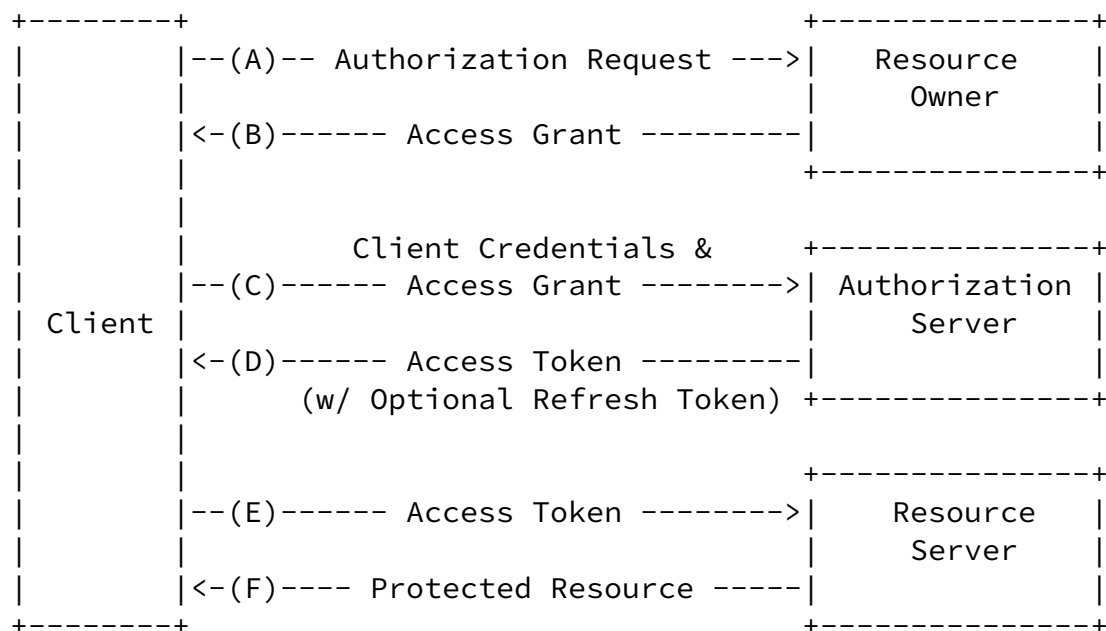 +--------+                                  +---------------+
|        |--(A)-- Authorization Request --->|   Resource    |
|        |                                  |     Owner     |
|        |<-(B)------ Access Grant ---------|               |
|        |                                  +---------------+
|        |
|        |         Client Credentials &     +---------------+
|        |--(C)------ Access Grant -------->| Authorization |
| Client |                                  |     Server    |
|        |<-(D)------ Access Token ---------|               |
|        |      (w/ Optional Refresh Token) +---------------+
|        |
|        |                                  +---------------+
|        |--(E)------ Access Token -------->|    Resource   |
|        |                                  |     Server    |
|        |<-(F)---- Protected Resource -----|               |
+--------+                                  +---------------+